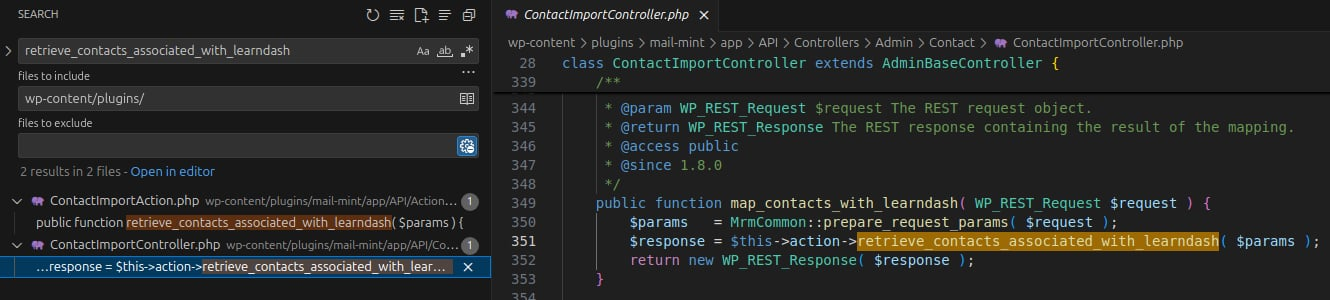 SEARCH
retrieve_contacts_associated_with_learndash
Aa ab .*
files to include
...
wp-content/plugins/
files to exclude
2 results in 2 files - Open in editor
ContactImportAction.php wp-content/plugins/mail-mint/app/API/Action... 1
public function retrieve_contacts_associated_with_learndash( $params ) {
ContactImportController.php wp-content/plugins/mail-mint/app/API/Co... 1
...response = $this->action->retrieve_contacts_associated_with_lear...
ContactImportController.php
wp-content > plugins > mail-mint > app > API > Controllers > Admin > Contact > ContactImportController.php
28 class ContactImportController extends AdminBaseController {
339 /**
344 * @param WP_REST_Request $request The REST request object.
345 * @return WP_REST_Response The REST response containing the result of the mapping.
346 * @access public
347 * @since 1.8.0
348 */
349 public function map_contacts_with_learndash( WP_REST_Request $request ) {
350 $params = MrmCommon::prepare_request_params( $request );
351 $response = $this->action->retrieve_contacts_associated_with_learndash( $params );
352 return new WP_REST_Response( $response );
353 }
354